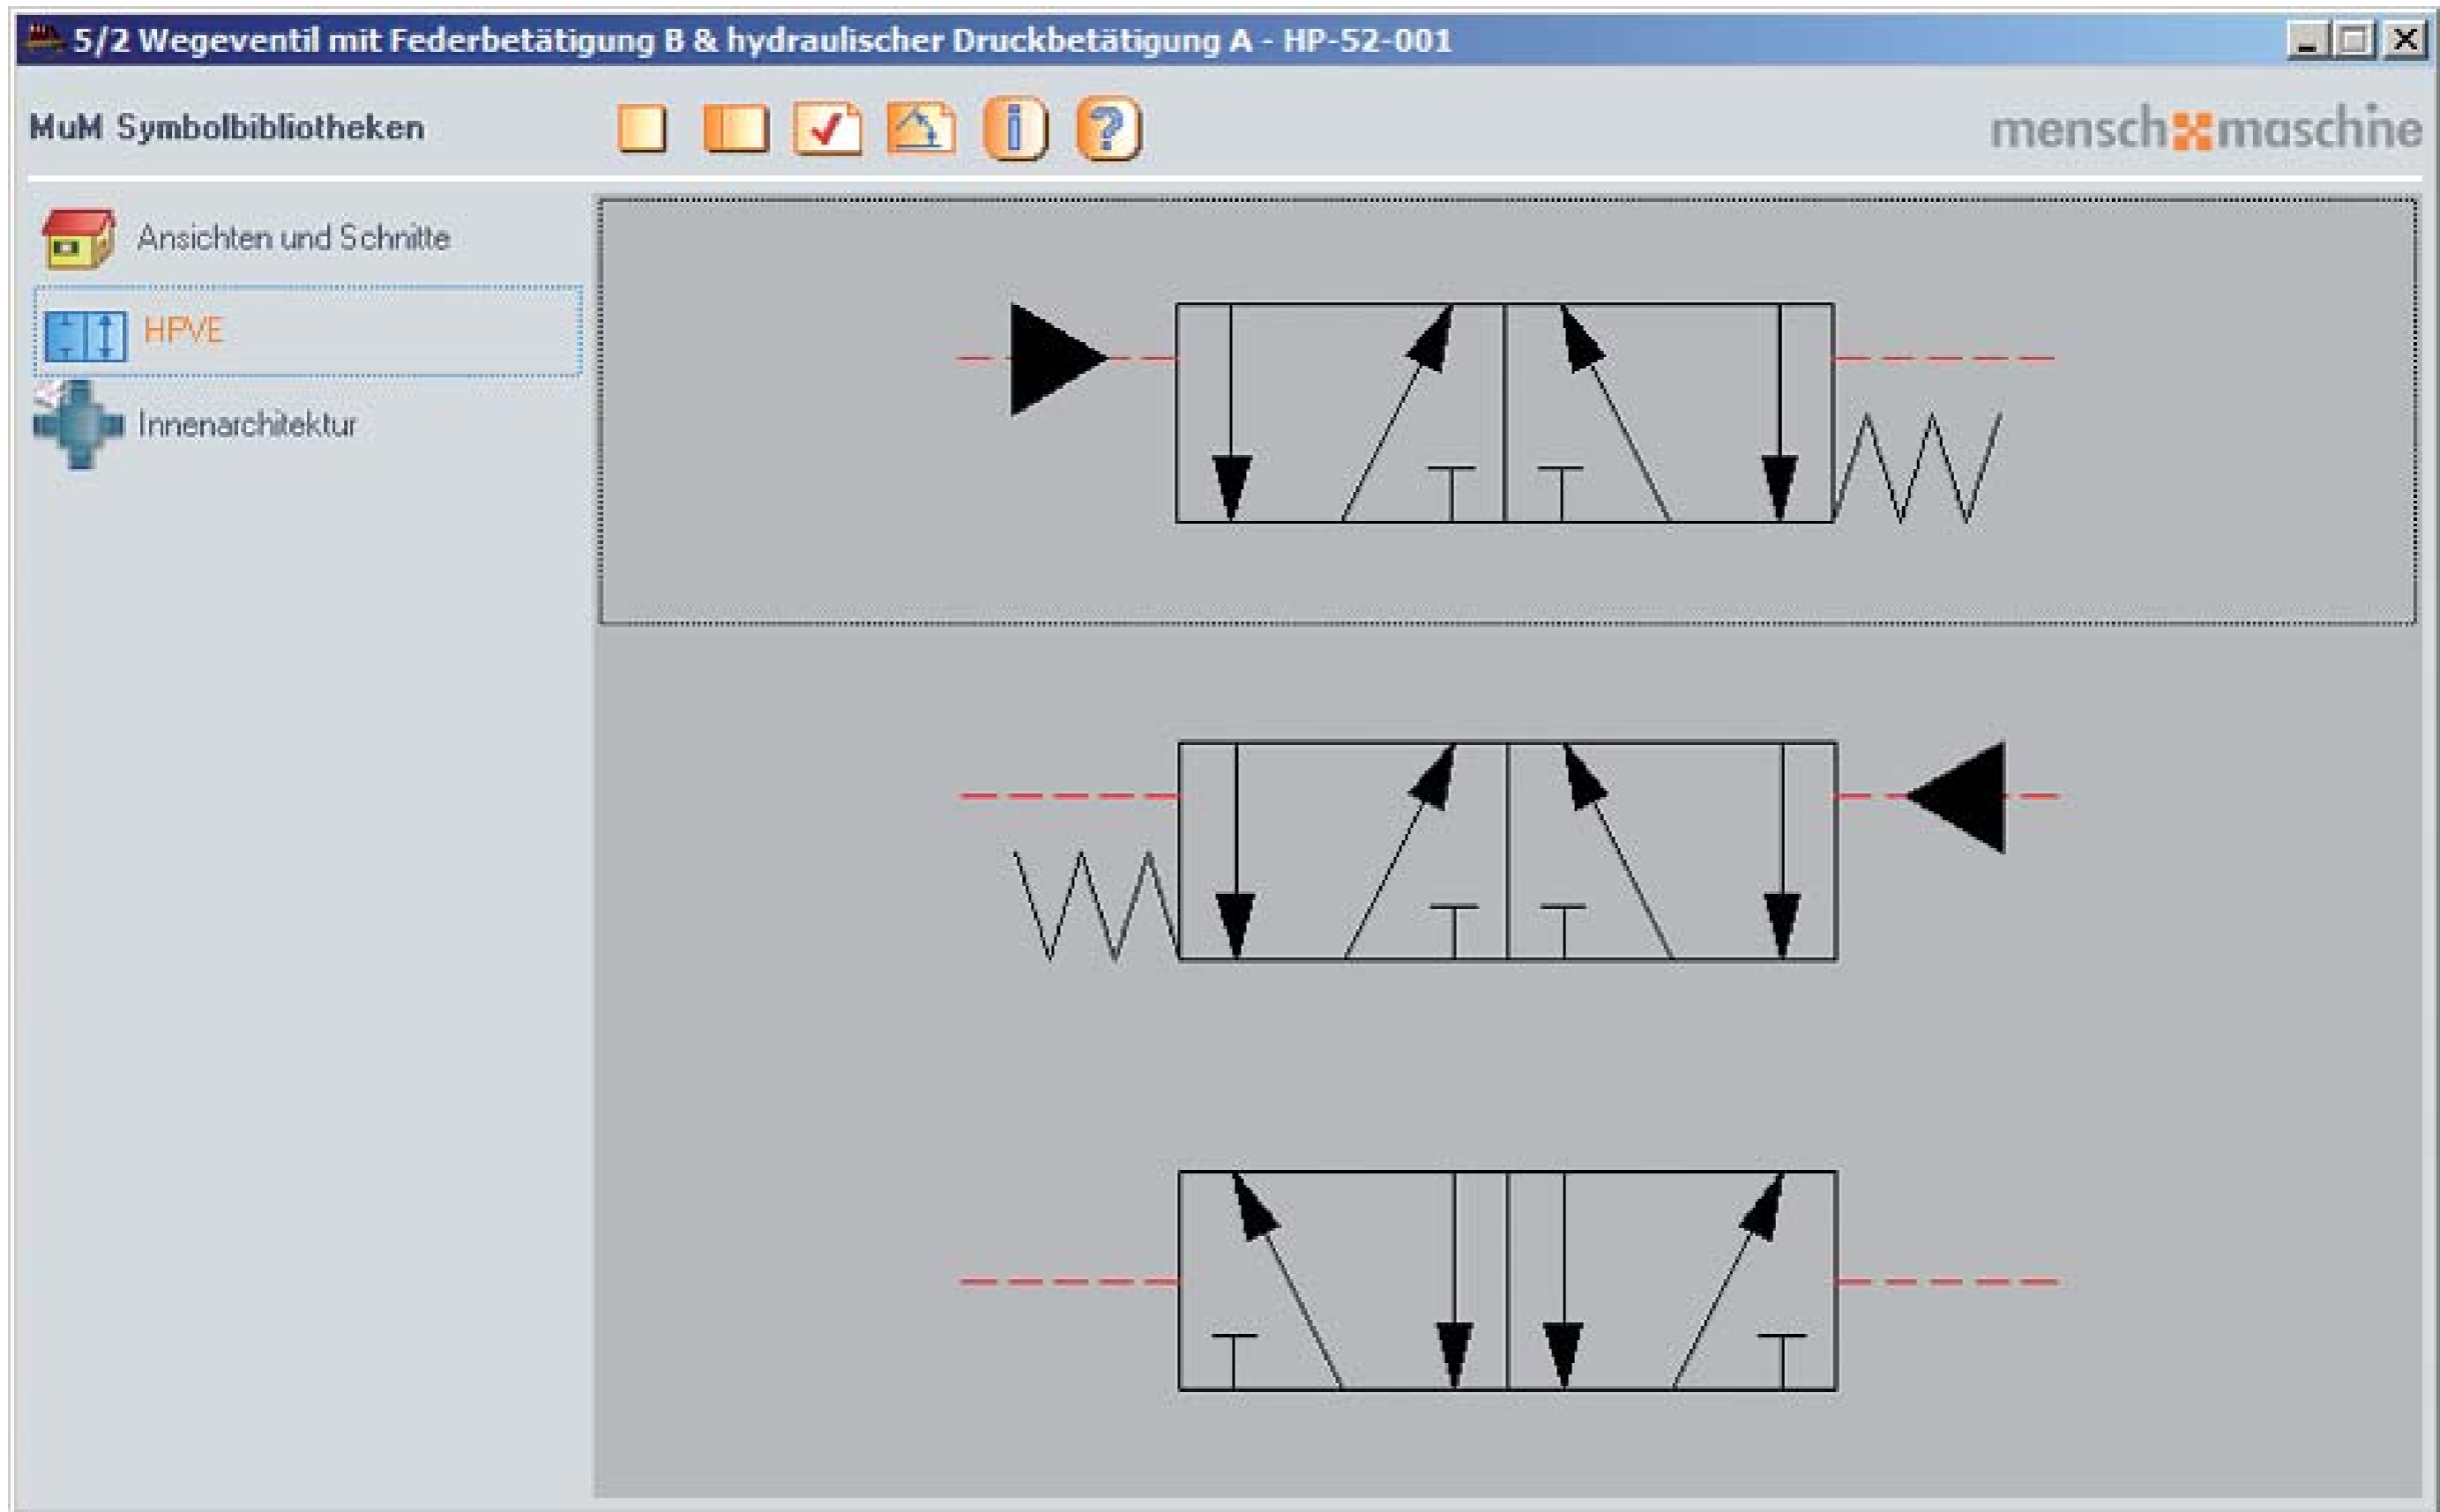 5/2 Wegeventil mit Federbetätigung B & hydraulischer Druckbetätigung A - HP-52-001
MuM Symbolbibliotheken
mensch maschine
Ansichten und Schnitte
HPVE
Innenarchitektur